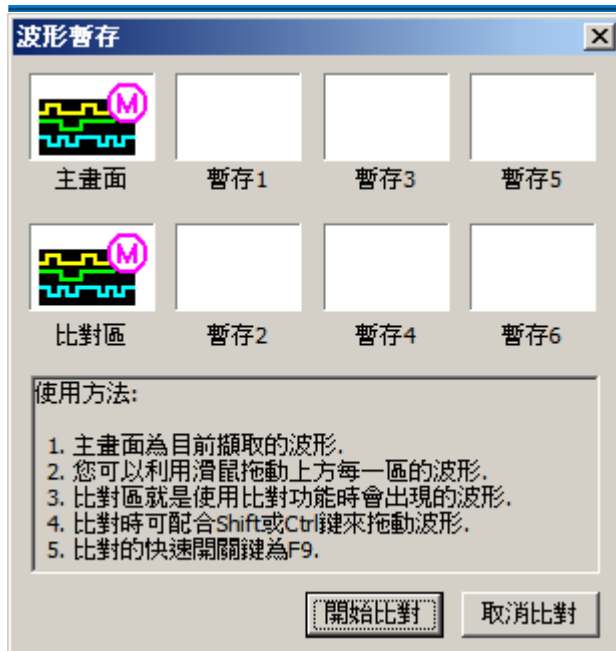 波形暫存
M
主畫面 暫存1 暫存3 暫存5
M
比對區 暫存2 暫存4 暫存6
使用方法:
1. 主畫面為目前擷取的波形.
2. 您可以利用滑鼠拖動上方每一區的波形.
3. 比對區就是使用比對功能時會出現的波形.
4. 比對時可配合Shift或Ctrl鍵來拖動波形.
5. 比對的快速開關鍵為F9.
開始比對 取消比對